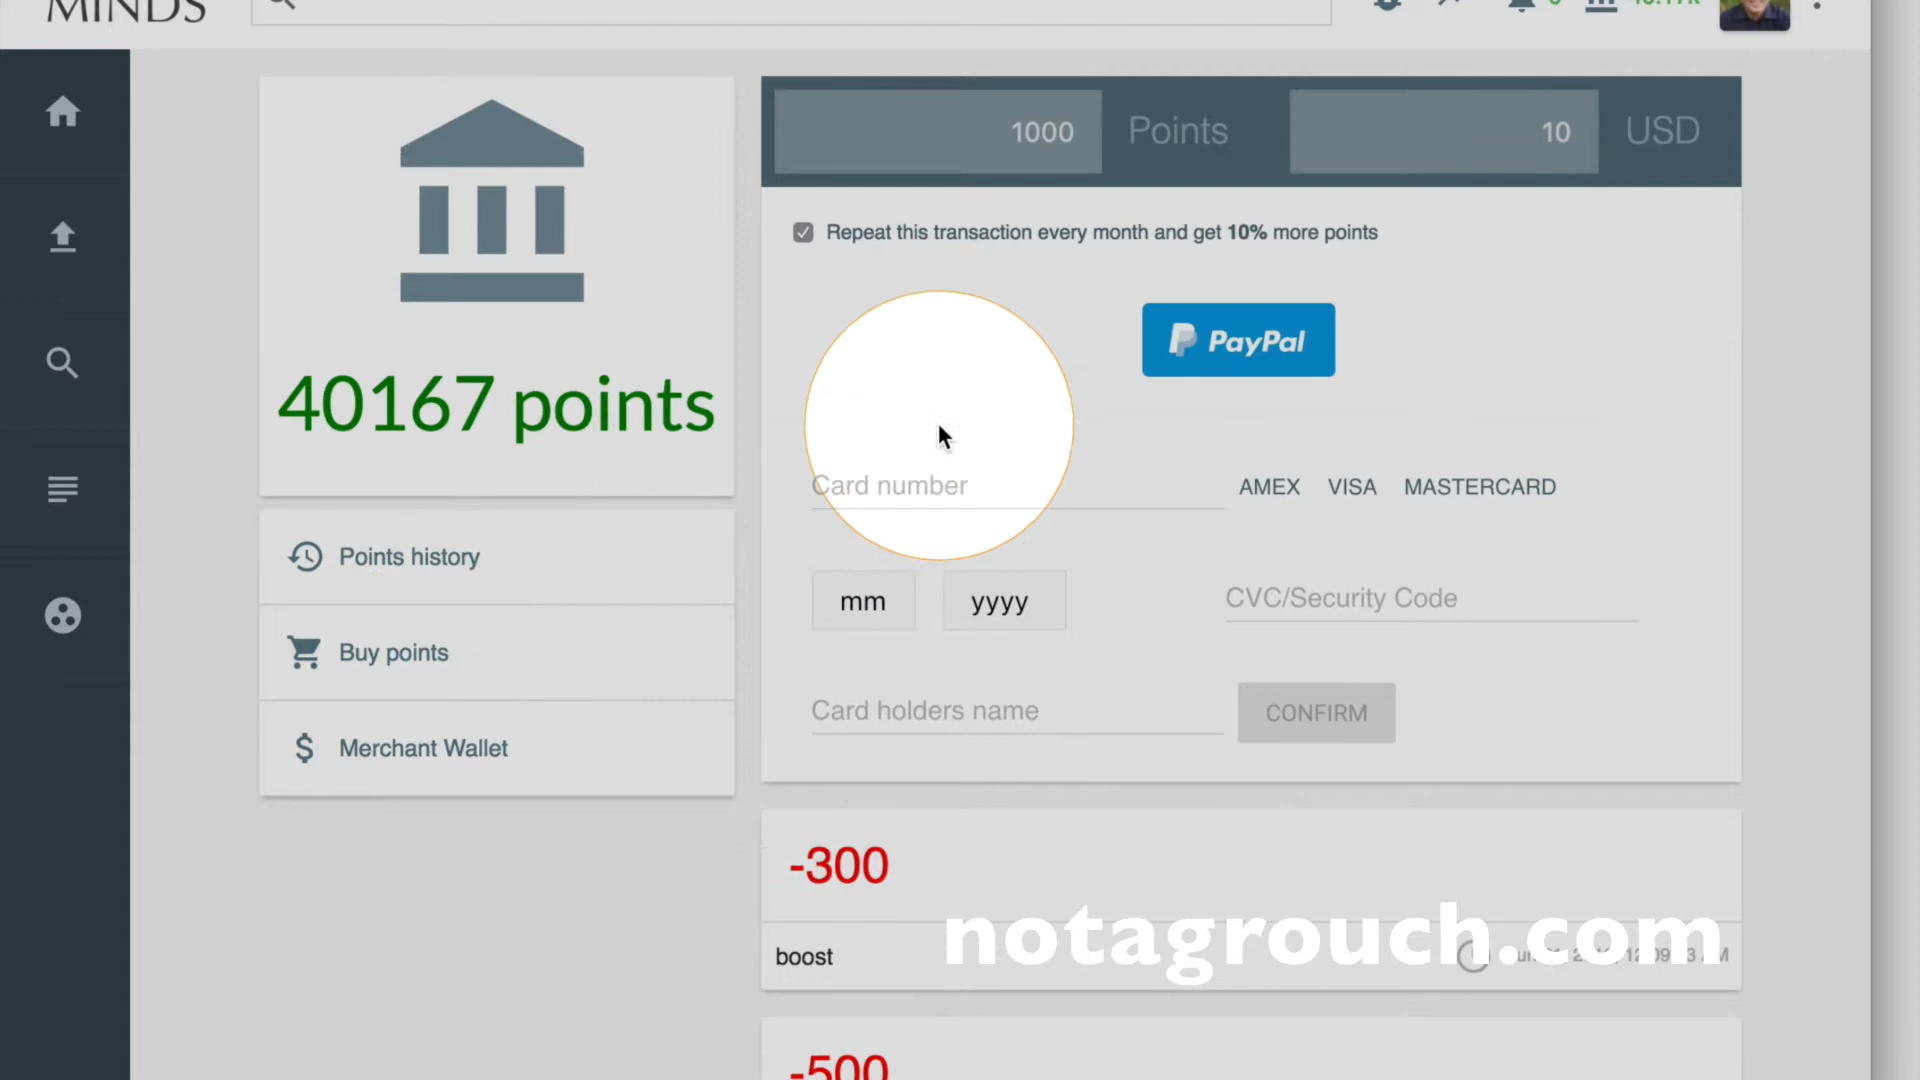 MINDS
1000 Points 10 USD
Repeat this transaction every month and get 10% more points
PayPal
40167 points
Card number AMEX VISA MASTERCARD
Points history
mm yyyy CVC/Security Code
Buy points
Card holders name CONFIRM
Merchant Wallet
-300
notagrouch.com
boost
-500